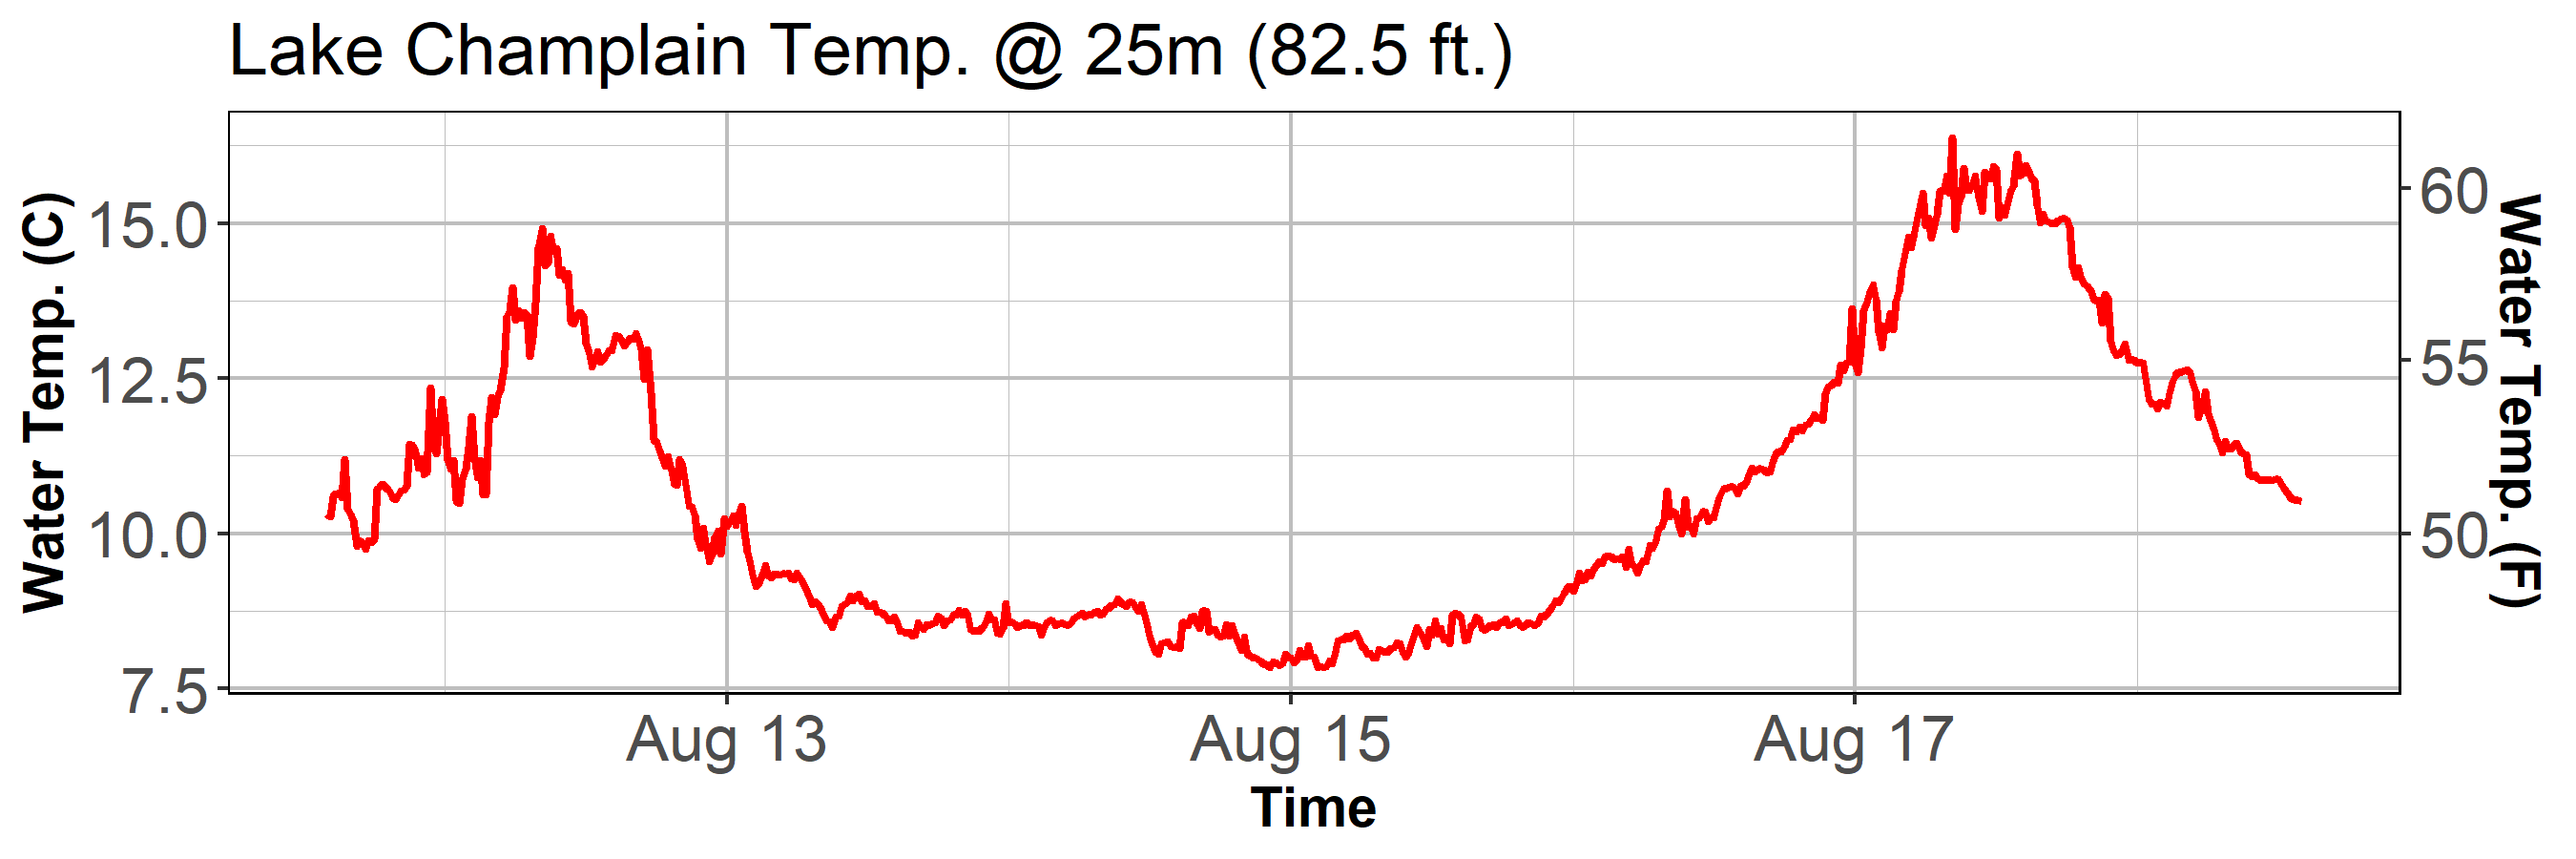 Lake Champlain Temp. @ 25m (82.5 ft.)
Water Temp. (C)
15.0
12.5
10.0
7.5
60
55
50
Water Temp. (F)
Aug 13
Aug 15
Aug 17
Time